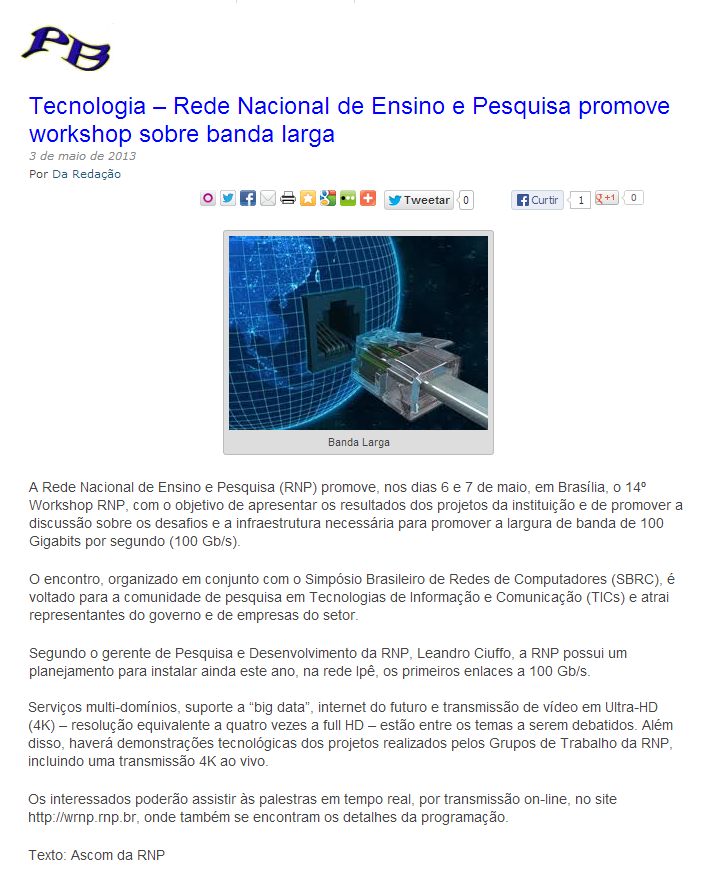 PB
Tecnologia – Rede Nacional de Ensino e Pesquisa promove
workshop sobre banda larga
3 de maio de 2013
Por Da Redação
Tweetar 0 Curtir 1 g+1 0
Banda Larga
A Rede Nacional de Ensino e Pesquisa (RNP) promove, nos dias 6 e 7 de maio, em Brasília, o 14º
Workshop RNP, com o objetivo de apresentar os resultados dos projetos da instituição e de promover a
discussão sobre os desafios e a infraestrutura necessária para promover a largura de banda de 100
Gigabits por segundo (100 Gb/s).
O encontro, organizado em conjunto com o Simpósio Brasileiro de Redes de Computadores (SBRC), é
voltado para a comunidade de pesquisa em Tecnologias de Informação e Comunicação (TICs) e atrai
representantes do governo e de empresas do setor.
Segundo o gerente de Pesquisa e Desenvolvimento da RNP, Leandro Ciuffo, a RNP possui um
planejamento para instalar ainda este ano, na rede Ipê, os primeiros enlaces a 100 Gb/s.
Serviços multi-domínios, suporte a “big data”, internet do futuro e transmissão de vídeo em Ultra-HD
(4K) – resolução equivalente a quatro vezes a full HD – estão entre os temas a serem debatidos. Além
disso, haverá demonstrações tecnológicas dos projetos realizados pelos Grupos de Trabalho da RNP,
incluindo uma transmissão 4K ao vivo.
Os interessados poderão assistir às palestras em tempo real, por transmissão on-line, no site
http://wrnp.rnp.br, onde também se encontram os detalhes da programação.
Texto: Ascom da RNP